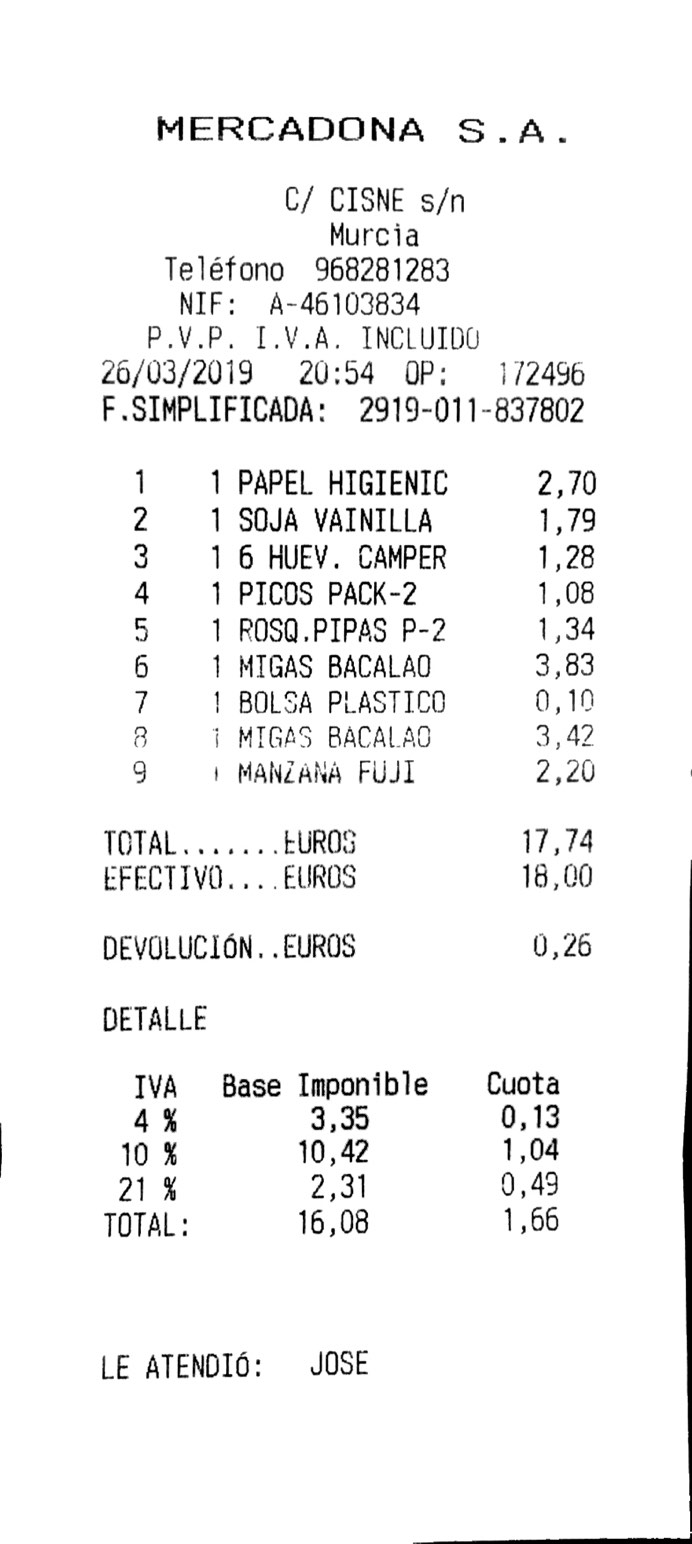 MERCADONA S.A.
C/ CISNE s/n
Murcia
Teléfono 968281283
NIF: A-46103834
P.V.P. I.V.A. INCLUIDO
26/03/2019 20:54 OP: 172496
F.SIMPLIFICADA: 2919-011-837802
1 1 PAPEL HIGIENIC 2,70
2 1 SOJA VAINILLA 1,79
3 1 6 HUEV. CAMPER 1,28
4 1 PICOS PACK-2 1,08
5 1 ROSQ.PIPAS P-2 1,34
6 1 MIGAS BACALAO 3,83
7 1 BOLSA PLASTICO 0,10
8 1 MIGAS BACALAO 3,42
9 1 MANZANA FUJI 2,20
TOTAL.......EUROS 17,74
EFECTIVO....EUROS 18,00
DEVOLUCIÓN..EUROS 0,26
DETALLE
IVA Base Imponible Cuota
4 % 3,35 0,13
10 % 10,42 1,04
21 % 2,31 0,49
TOTAL: 16,08 1,66
LE ATENDIÓ: JOSE